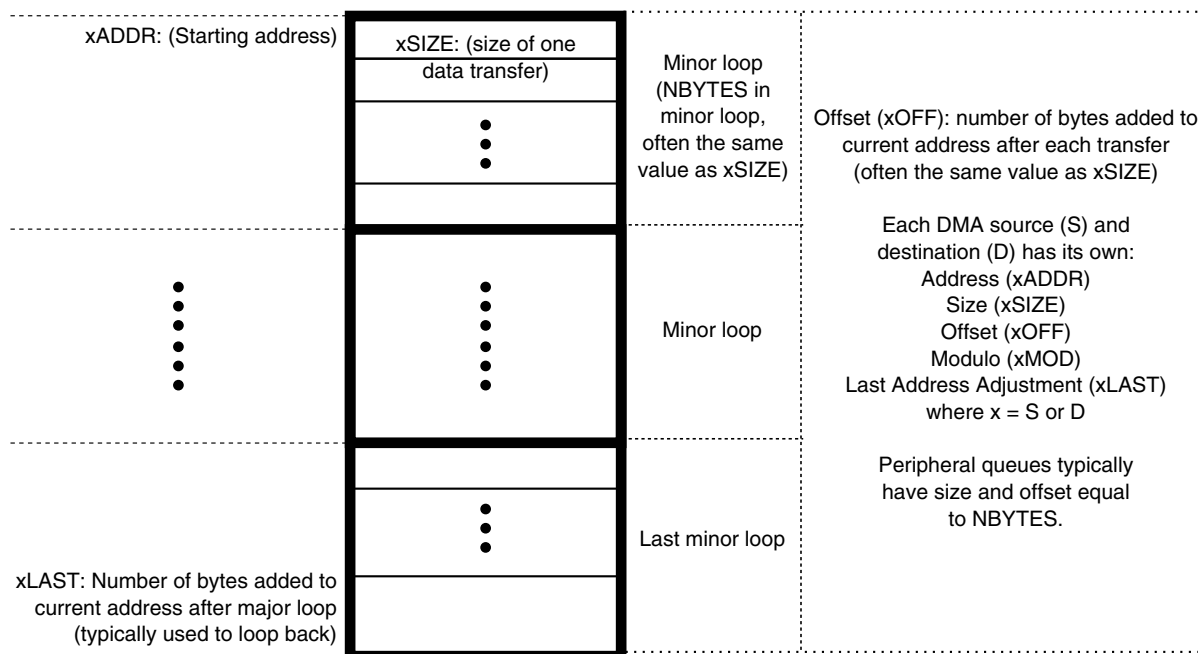 xADDR: (Starting address)
xSIZE: (size of one
data transfer)
Minor loop
(NBYTES in
minor loop,
often the same
value as xSIZE)
Offset (xOFF): number of bytes added to
current address after each transfer
(often the same value as xSIZE)
Each DMA source (S) and
destination (D) has its own:
Address (xADDR)
Size (xSIZE)
Offset (xOFF)
Modulo (xMOD)
Last Address Adjustment (xLAST)
where x = S or D
Peripheral queues typically
have size and offset equal
to NBYTES.
Minor loop
Last minor loop
xLAST: Number of bytes added to
current address after major loop
(typically used to loop back)